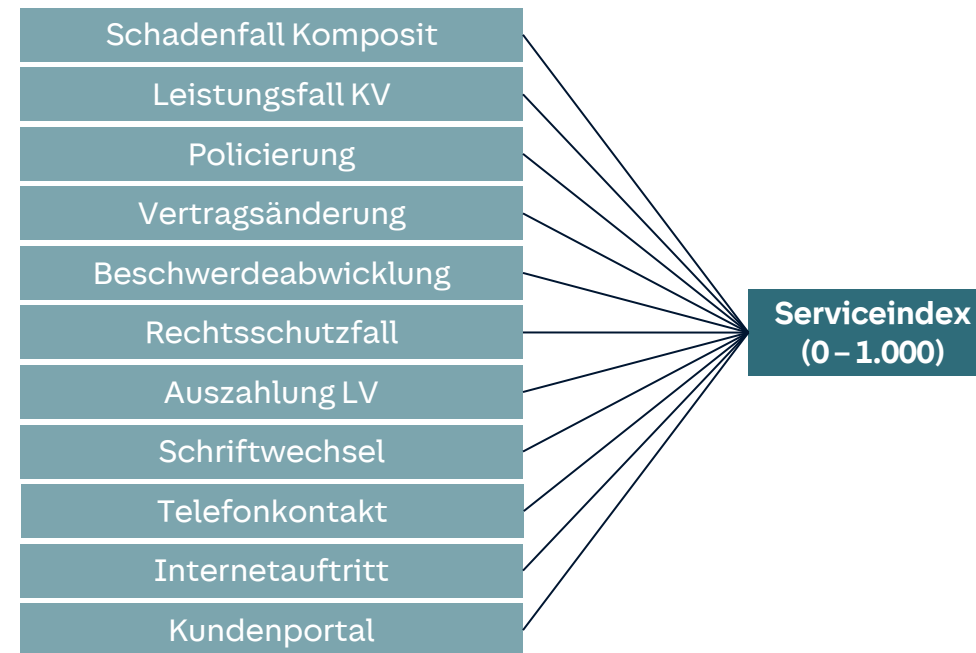 Schadenfall Komposit
Leistungsfall KV
Policierung
Vertragsänderung
Beschwerdeabwicklung
Rechtsschutzfall
Auszahlung LV
Schriftwechsel
Telefonkontakt
Internetauftritt
Kundenportal
Serviceindex
(0 – 1.000)